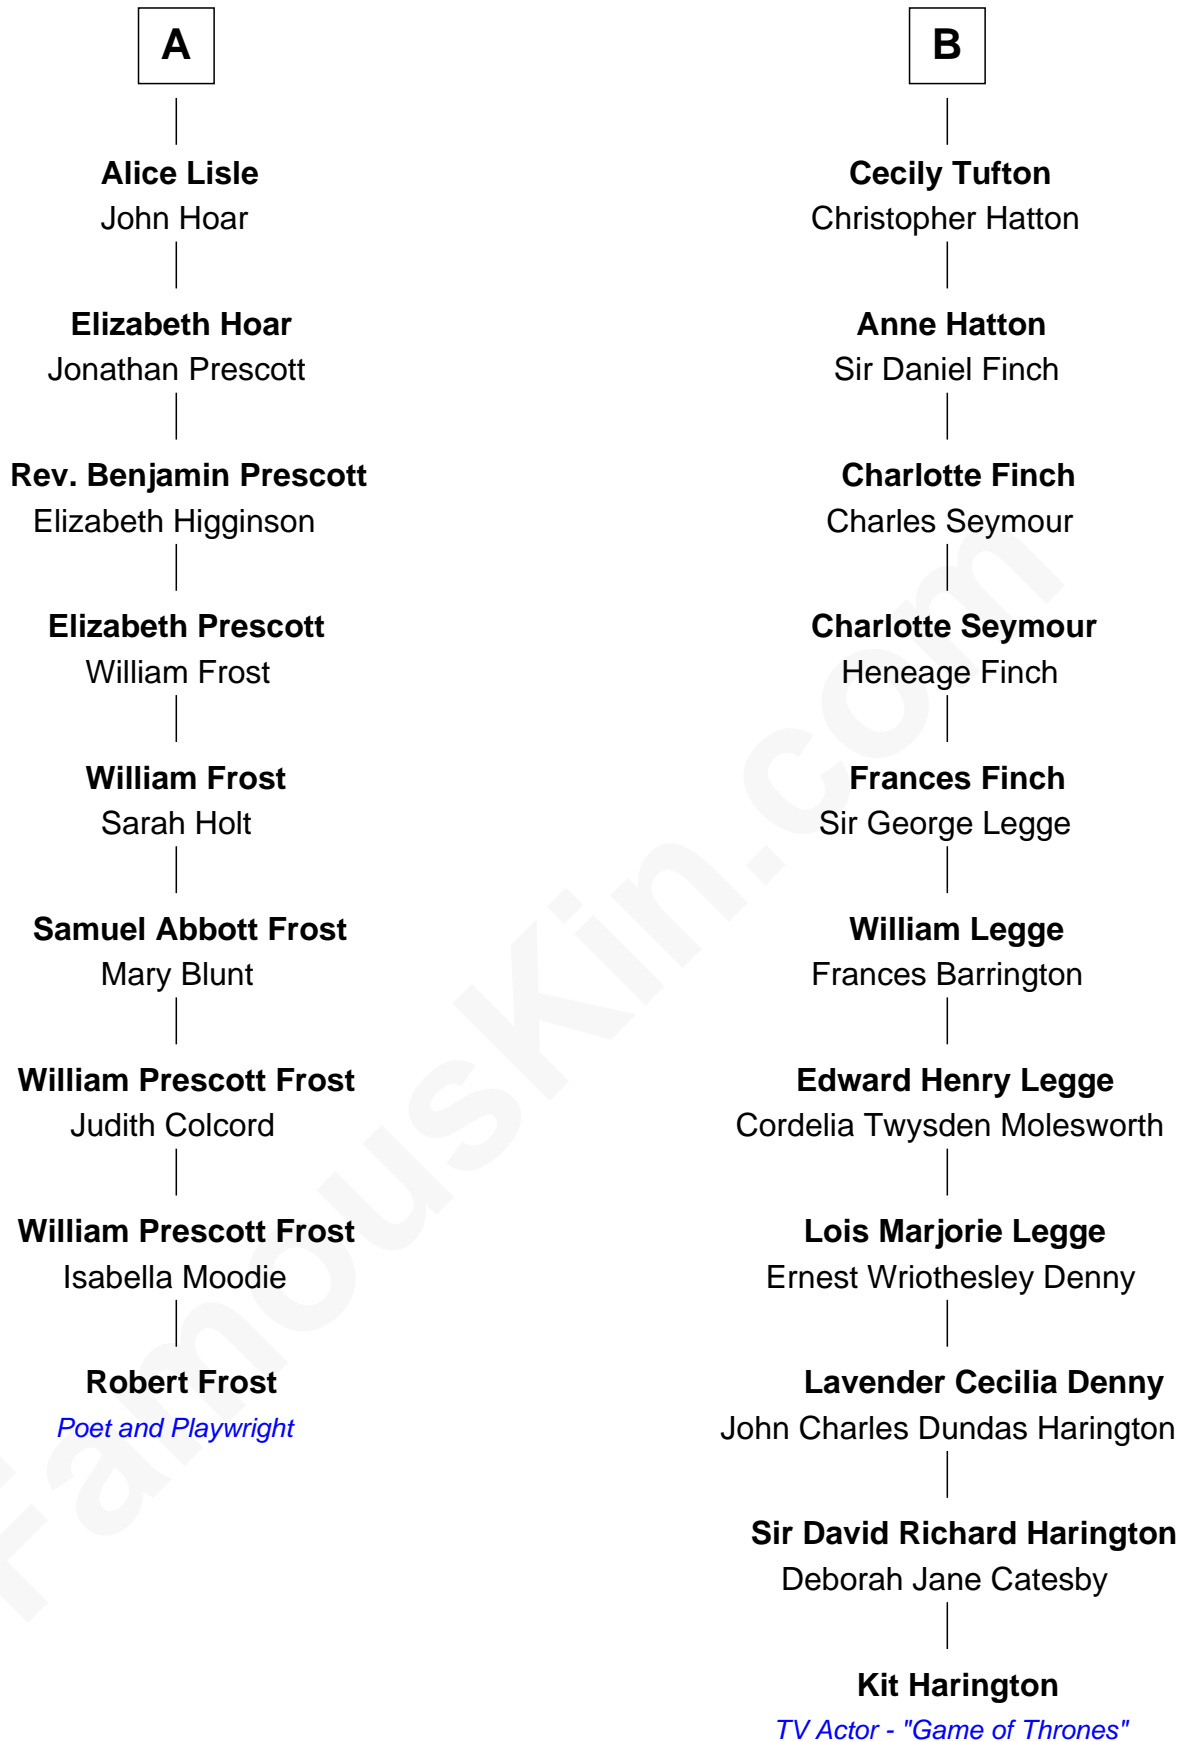 A
Alice Lisle
John Hoar
Elizabeth Hoar
Jonathan Prescott
Rev. Benjamin Prescott
Elizabeth Higginson
Elizabeth Prescott
William Frost
William Frost
Sarah Holt
Samuel Abbott Frost
Mary Blunt
William Prescott Frost
Judith Colcord
William Prescott Frost
Isabella Moodie
Robert Frost
Poet and Playwright
B
Cecily Tufton
Christopher Hatton
Anne Hatton
Sir Daniel Finch
Charlotte Finch
Charles Seymour
Charlotte Seymour
Heneage Finch
Frances Finch
Sir George Legge
William Legge
Frances Barrington
Edward Henry Legge
Cordelia Twysden Molesworth
Lois Marjorie Legge
Ernest Wriothesley Denny
Lavender Cecilia Denny
John Charles Dundas Harington
Sir David Richard Harington
Deborah Jane Catesby
Kit Harington
TV Actor - "Game of Thrones"
FamousKin.com